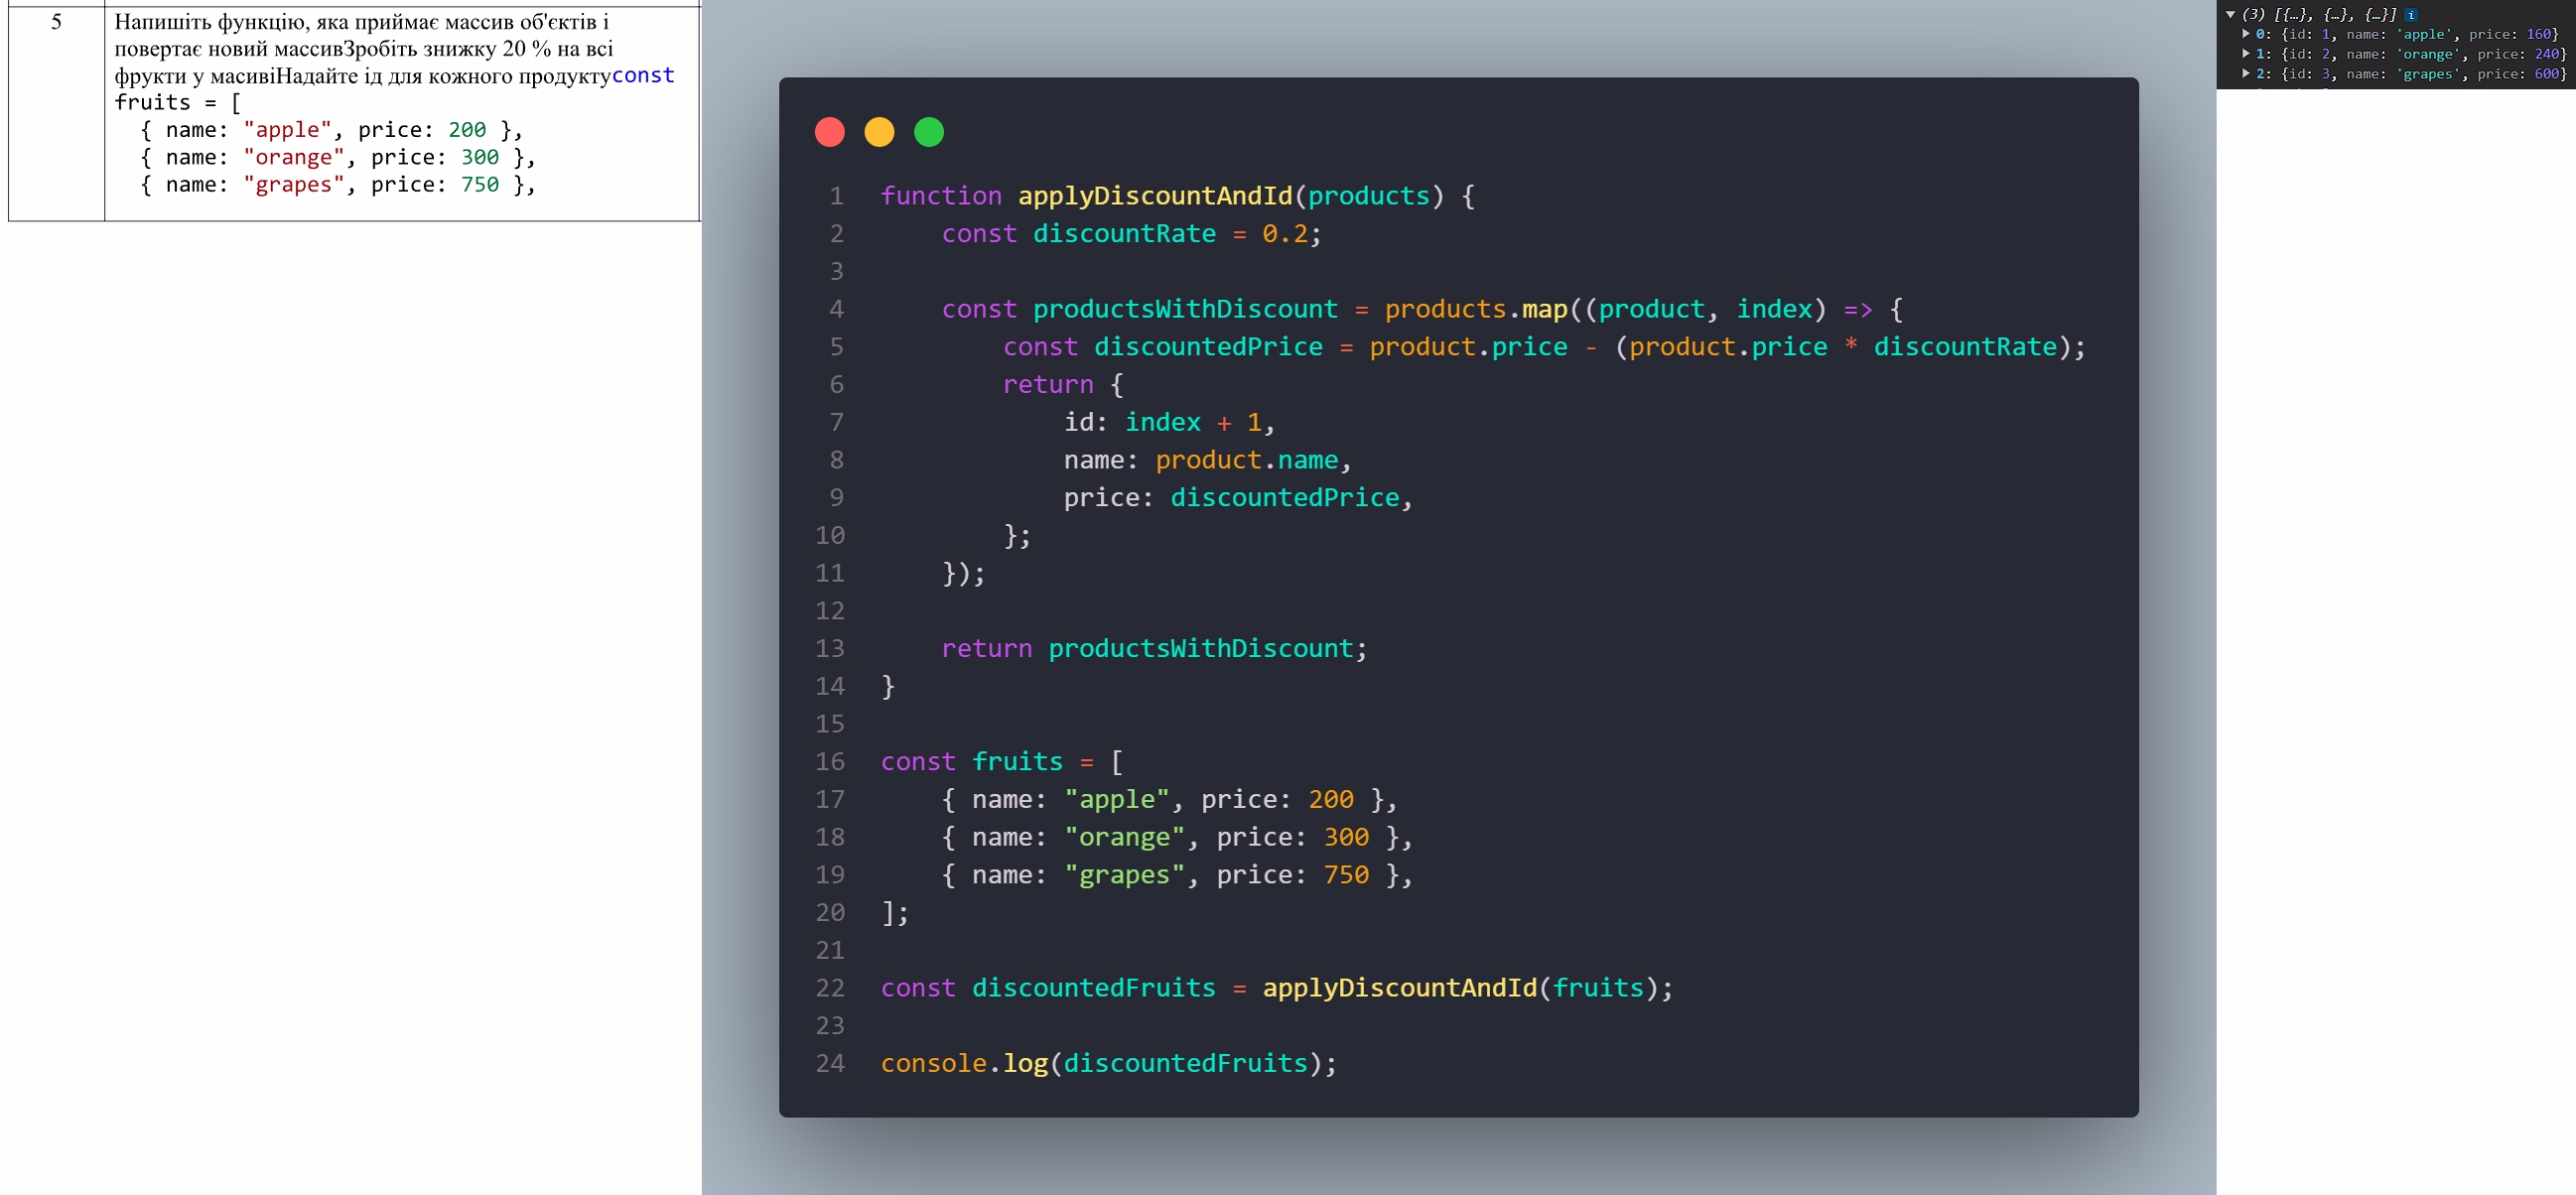 5
Напишіть функцію, яка приймає массив об'єктів і
повертає новий массивЗробіть знижку 20 % на всі
фрукти у масивіНадайте ід для кожного продуктуconst
fruits = [
{ name: "apple", price: 200 },
{ name: "orange", price: 300 },
{ name: "grapes", price: 750 },
1 function applyDiscountAndId(products) {
2 const discountRate = 0.2;
3
4 const productsWithDiscount = products.map((product, index) => {
5 const discountedPrice = product.price - (product.price * discountRate);
6 return {
7 id: index + 1,
8 name: product.name,
9 price: discountedPrice,
10 };
11 });
12
13 return productsWithDiscount;
14 }
15
16 const fruits = [
17 { name: "apple", price: 200 },
18 { name: "orange", price: 300 },
19 { name: "grapes", price: 750 },
20 ];
21
22 const discountedFruits = applyDiscountAndId(fruits);
23
24 console.log(discountedFruits);
(3) [{…}, {…}, {…}] i
0: {id: 1, name: 'apple', price: 160}
1: {id: 2, name: 'orange', price: 240}
2: {id: 3, name: 'grapes', price: 600}